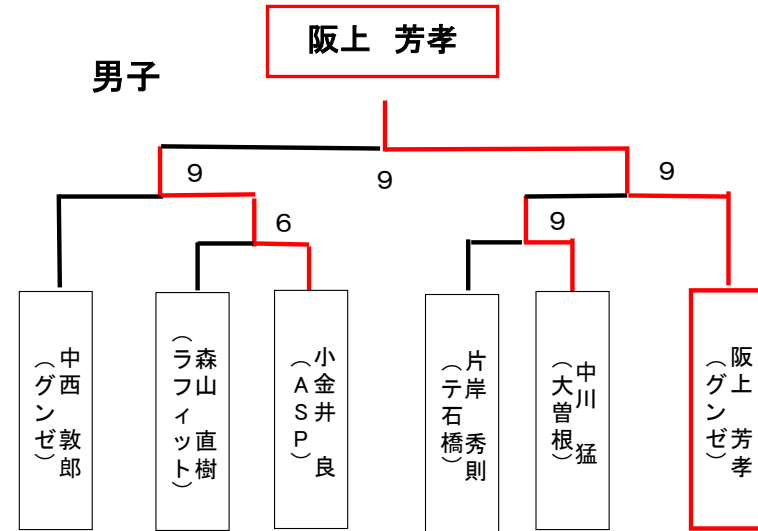 阪上 芳孝
男子
9
9
9
6
9
中西 敦郎
（グンゼ）
森山 直樹
（ラフィット）
小金井 良
（ASP）
片岸 秀則
（テ石橋）
中川 猛
（大曽根）
阪上 芳孝
（グンゼ）